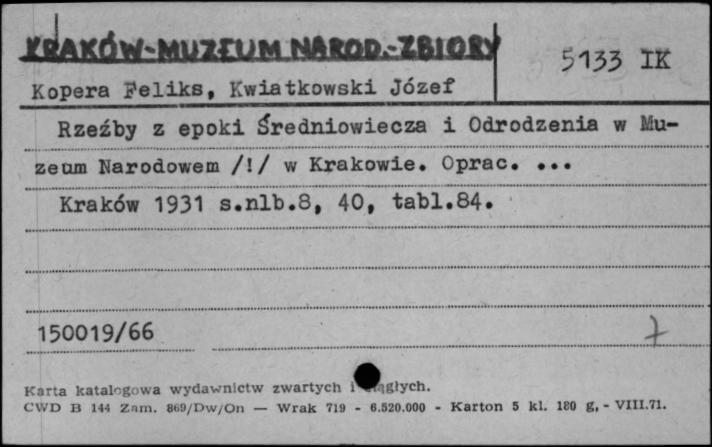 KRAKÓW-MUZEUM NAROD.-ZBIORY
5133 IK
Kopera Feliks, Kwiatkowski Józef
Rzeźby z epoki Średniowiecza i Odrodzenia w Mu-
zeum Narodowem /!/ w Krakowie. Oprac. ...
Kraków 1931 s.nlb.8, 40, tabl.84.
150019/66
7
Karta katalogowa wydawnictw zwartych i ciągłych.
CWD B 144 Zam. 869/Dw/On — Wrak 719 - 6.520.000 - Karton 5 kl. 180 g, - VIII.71.